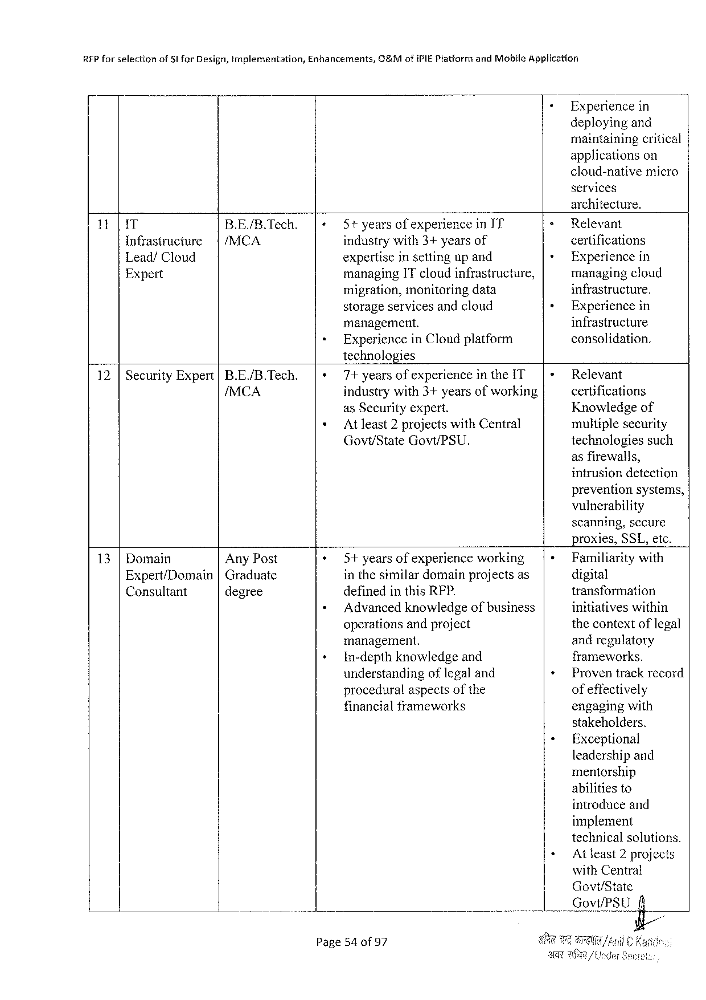 RFP for selection of SI for Design, Implementation, Enhancements, O&M of iPIE Platform and Mobile Application
• Experience in
deploying and
maintaining critical
applications on
cloud-native micro
services
architecture.
11 IT B.E./B.Tech. • 5+ years of experience in IT • Relevant
Infrastructure /MCA industry with 3+ years of certifications
Lead/ Cloud expertise in setting up and • Experience in
Expert managing IT cloud infrastructure, managing cloud
migration, monitoring data infrastructure.
storage services and cloud • Experience in
management. infrastructure
• Experience in Cloud platform consolidation.
technologies
12 Security Expert B.E./B.Tech. • 7+ years of experience in the IT • Relevant
/MCA industry with 3+ years of working certifications
as Security expert. Knowledge of
• At least 2 projects with Central multiple security
Govt/State Govt/PSU. technologies such
as firewalls,
intrusion detection
prevention systems,
vulnerability
scanning, secure
proxies, SSL, etc.
13 Domain Any Post • 5+ years of experience working • Familiarity with
Expert/Domain Graduate in the similar domain projects as digital
Consultant degree defined in this RFP. transformation
• Advanced knowledge of business initiatives within
operations and project the context of legal
management. and regulatory
• In-depth knowledge and frameworks.
understanding of legal and • Proven track record
procedural aspects of the of effectively
financial frameworks engaging with
stakeholders.
• Exceptional
leadership and
mentorship
abilities to
introduce and
implement
technical solutions.
• At least 2 projects
with Central
Govt/State
Govt/PSU
Page 54 of 97 अनिल चन्द्र /Anil C
अवर सचिव/Under Secretary